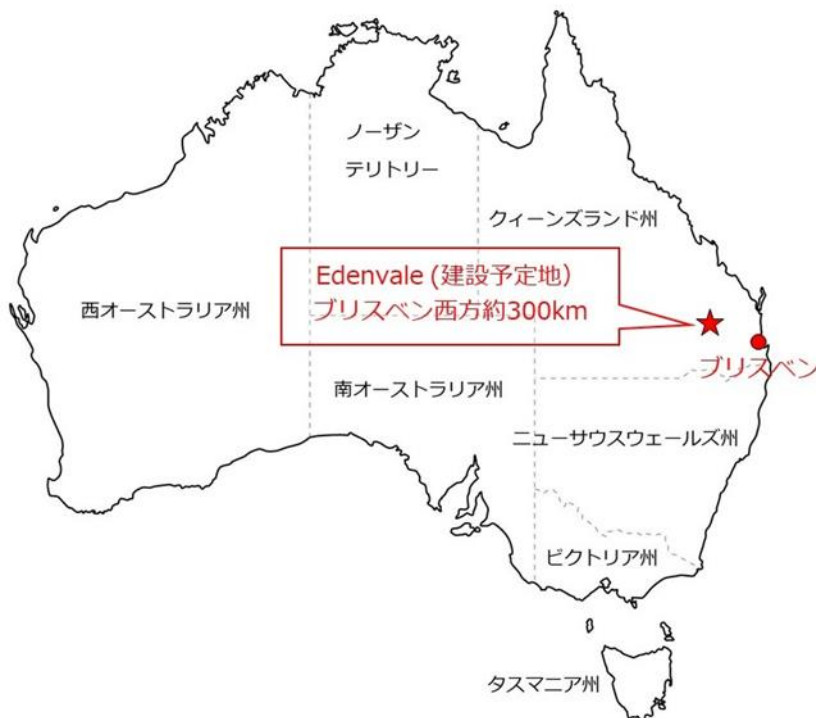 ノーザン
テリトリー
クィーンズランド州
Edenvale (建設予定地)
ブリスベン西方約300km
西オーストラリア州
ブリスベン
南オーストラリア州
ニューサウスウェールズ州
ビクトリア州
タスマニア州